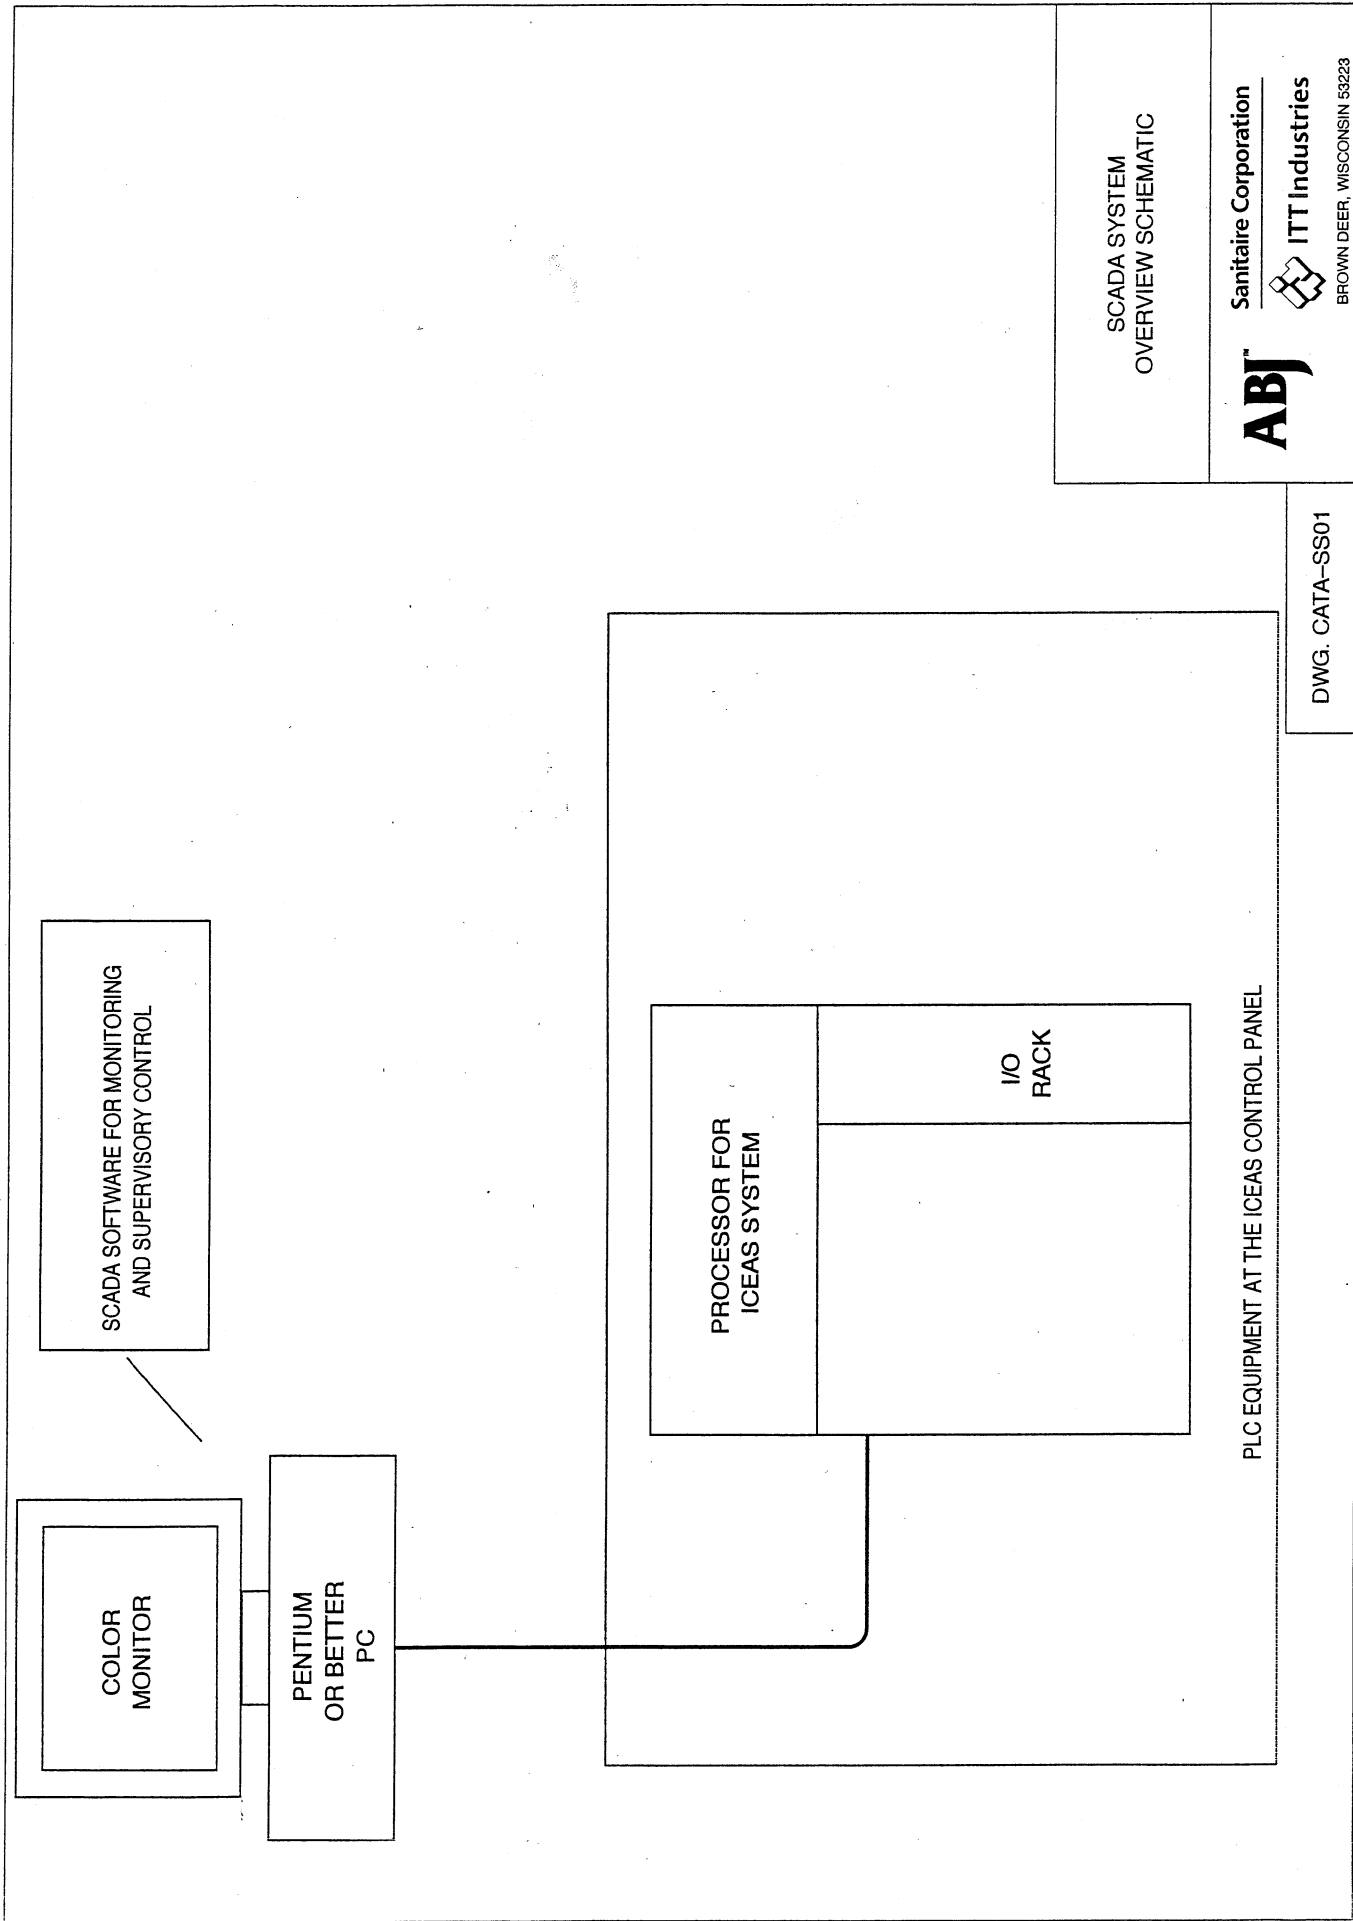 COLOR
MONITOR
PENTIUM
OR BETTER
PC
SCADA SOFTWARE FOR MONITORING
AND SUPERVISORY CONTROL
PROCESSOR FOR
ICEAS SYSTEM
I/O
RACK
PLC EQUIPMENT AT THE ICEAS CONTROL PANEL
SCADA SYSTEM
OVERVIEW SCHEMATIC
ABJ™
Sanitaire Corporation
ITT Industries
BROWN DEER, WISCONSIN 53223
DWG. CATA–SS01